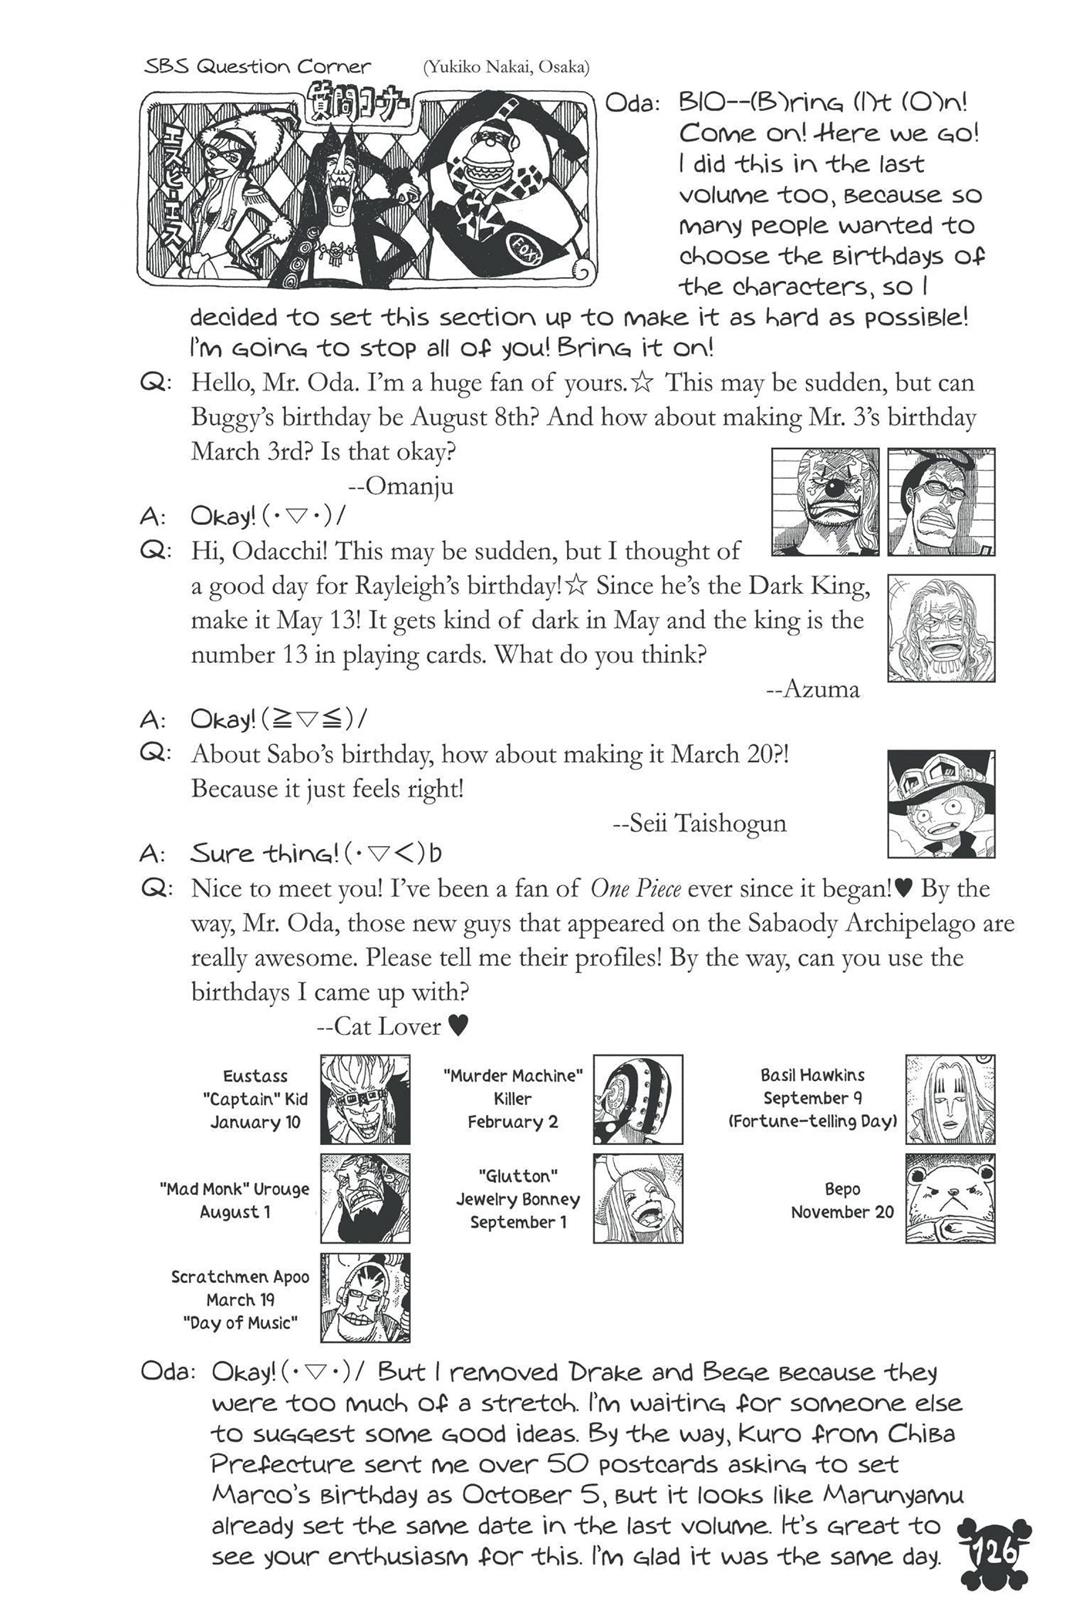 SBS Question Corner (Yukiko Nakai, Osaka)
質問コーナー
エスビーエス
FOXY
Oda: BIO--(B)ring (I)t (O)n!
Come on! Here we go!
I did this in the last
volume too, because so
many people wanted to
choose the birthdays of
the characters, so I
decided to set this section up to make it as hard as possible!
I'm going to stop all of you! Bring it on!
Q: Hello, Mr. Oda. I'm a huge fan of yours.☆ This may be sudden, but can
Buggy's birthday be August 8th? And how about making Mr. 3's birthday
March 3rd? Is that okay?
--Omanju
A: Okay! (・▽・)/
Q: Hi, Odacchi! This may be sudden, but I thought of
a good day for Rayleigh's birthday!☆ Since he's the Dark King,
make it May 13! It gets kind of dark in May and the king is the
number 13 in playing cards. What do you think?
--Azuma
A: Okay! (≧▽≦)/
Q: About Sabo's birthday, how about making it March 20?!
Because it just feels right!
--Seii Taishogun
A: Sure thing! (・▽<)b
Q: Nice to meet you! I've been a fan of One Piece ever since it began!♥ By the
way, Mr. Oda, those new guys that appeared on the Sabaody Archipelago are
really awesome. Please tell me their profiles! By the way, can you use the
birthdays I came up with?
--Cat Lover ♥
Eustass
"Captain" Kid
January 10
"Murder Machine"
Killer
February 2
Basil Hawkins
September 9
(Fortune-telling Day)
"Mad Monk" Urouge
August 1
"Glutton"
Jewelry Bonney
September 1
Bepo
November 20
Scratchmen Apoo
March 19
"Day of Music"
Oda: Okay! (・▽・)/ But I removed Drake and Bege because they
were too much of a stretch. I'm waiting for someone else
to suggest some good ideas. By the way, Kuro from Chiba
Prefecture sent me over 50 postcards asking to set
Marco's birthday as October 5, but it looks like Marunyamu
already set the same date in the last volume. It's great to
see your enthusiasm for this. I'm glad it was the same day.
126